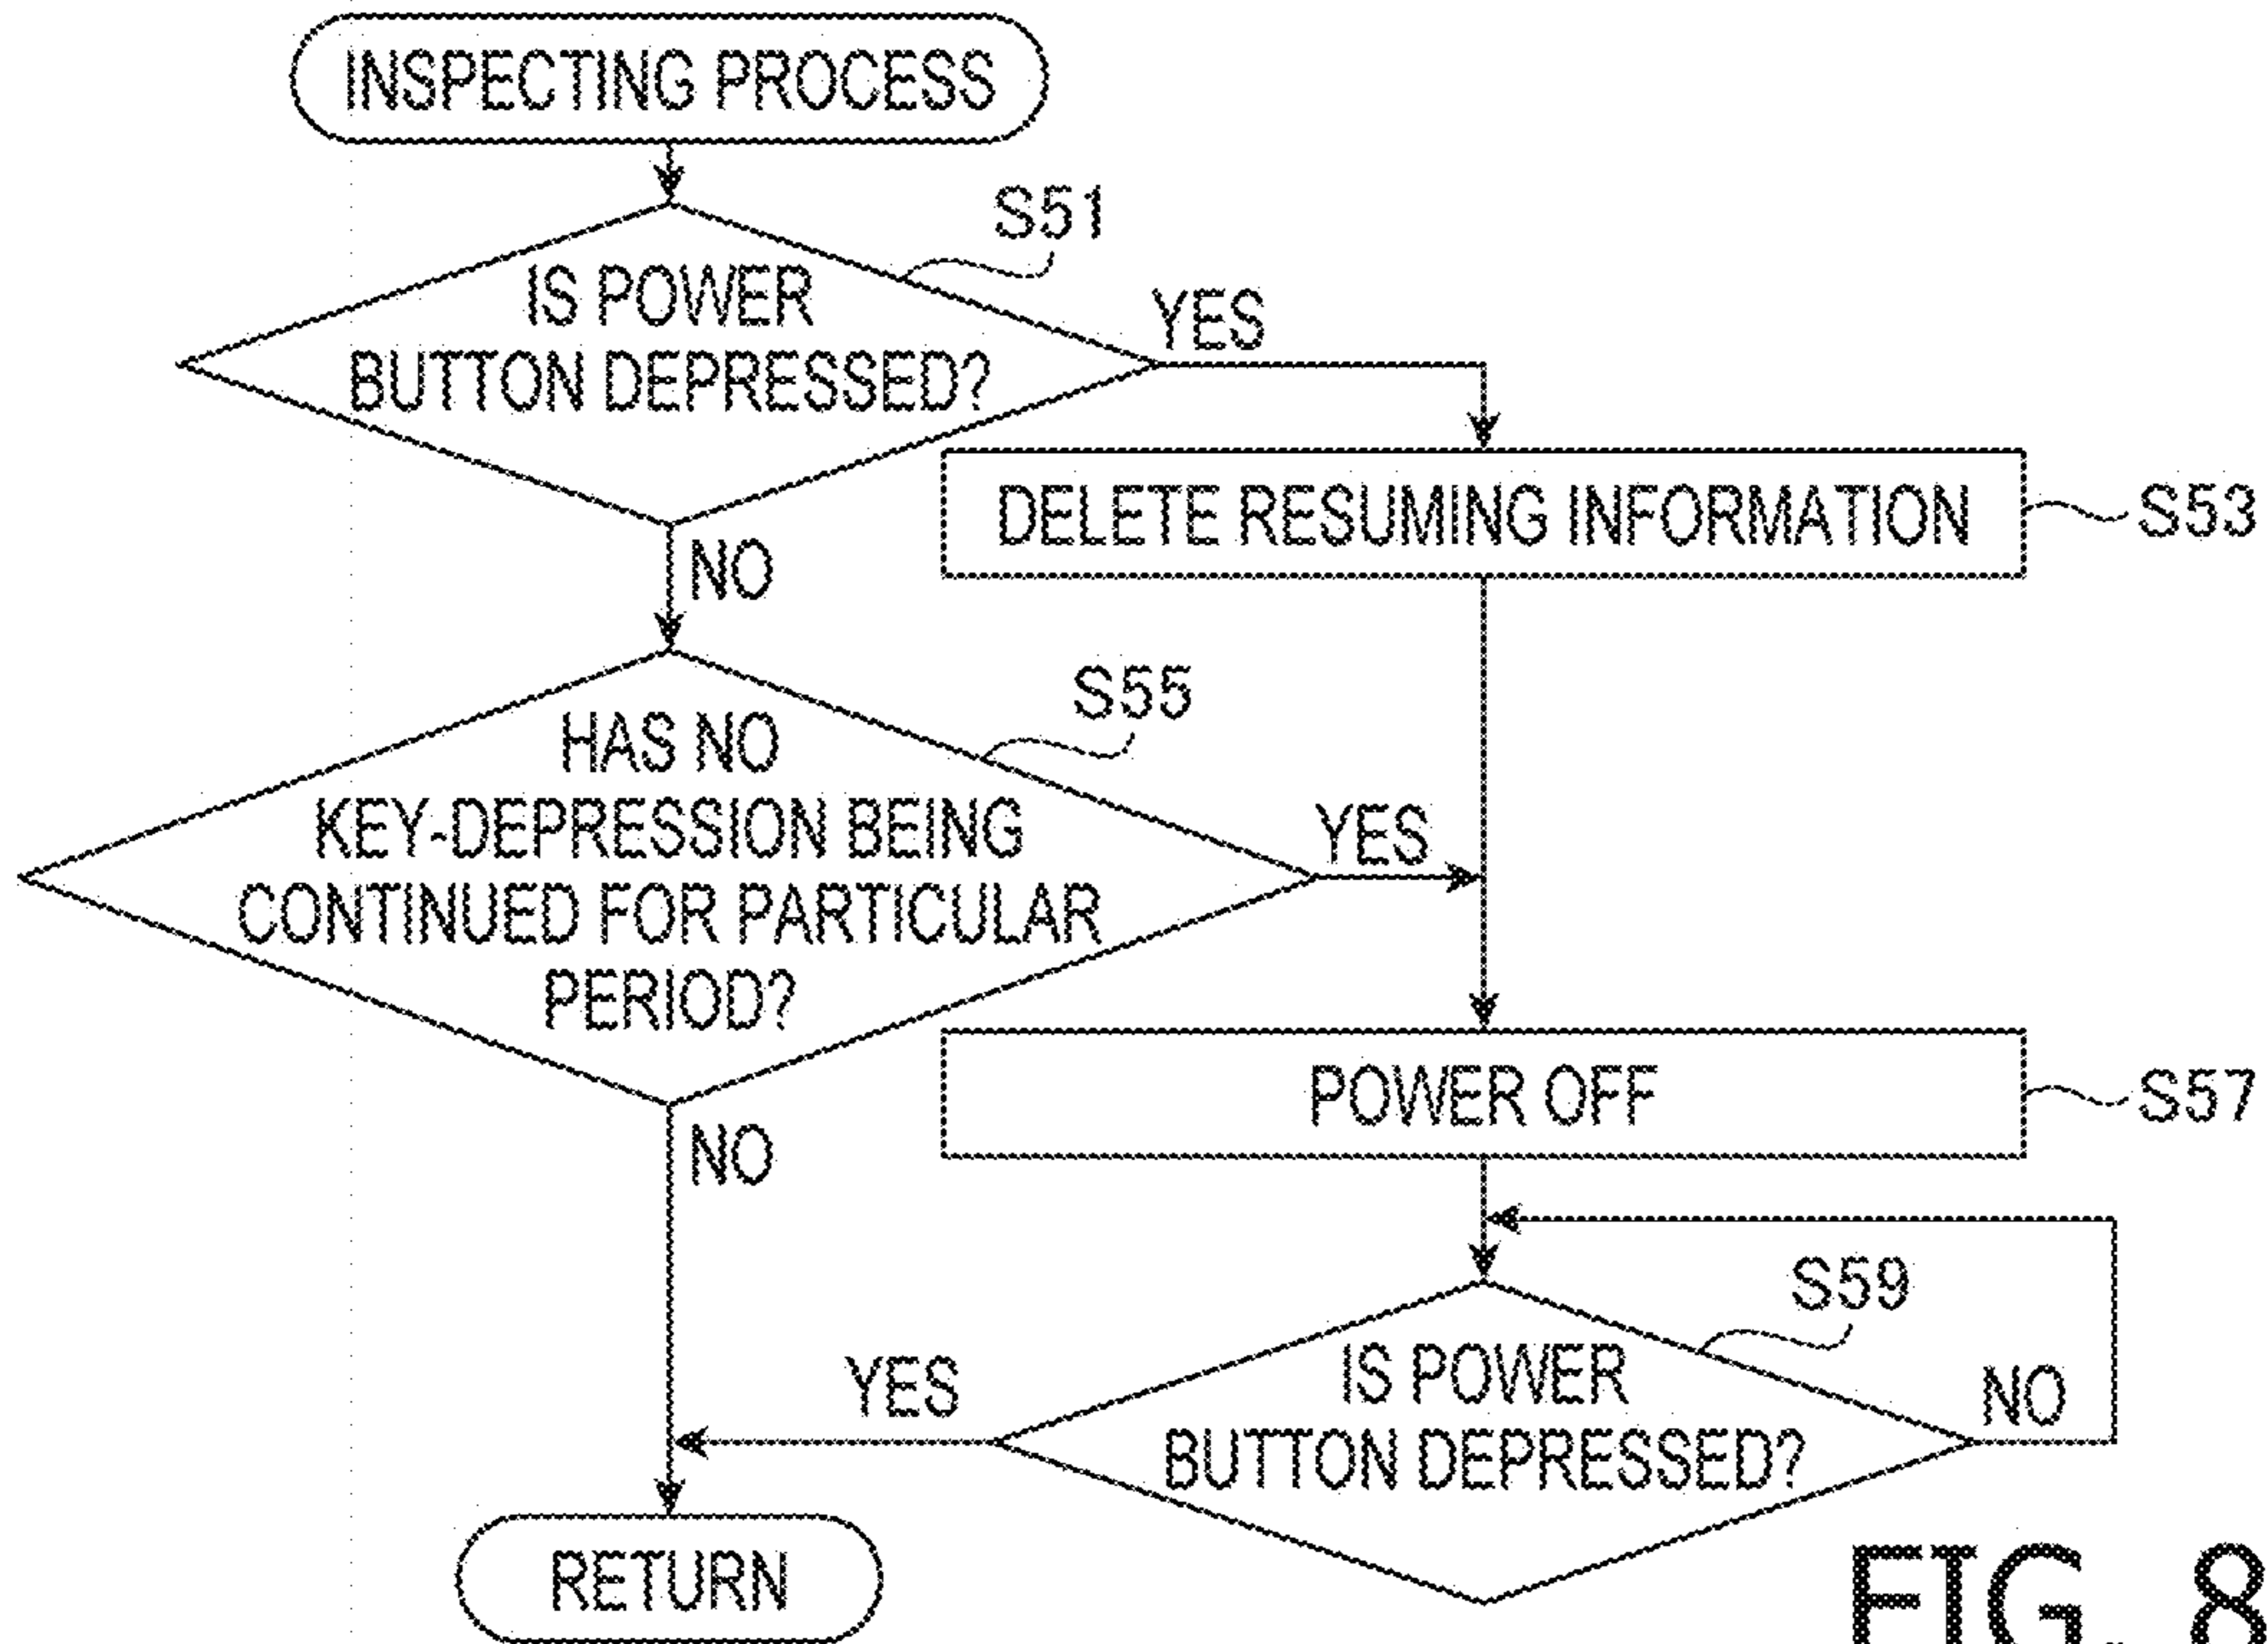 INSPECTING PROCESS
S51
IS POWER
BUTTON DEPRESSED?
YES
NO
DELETE RESUMING INFORMATION
S53
S55
HAS NO
KEY-DEPRESSION BEING
CONTINUED FOR PARTICULAR
PERIOD?
YES
NO
POWER OFF
S57
S59
IS POWER
BUTTON DEPRESSED?
YES
NO
RETURN
FIG. 8